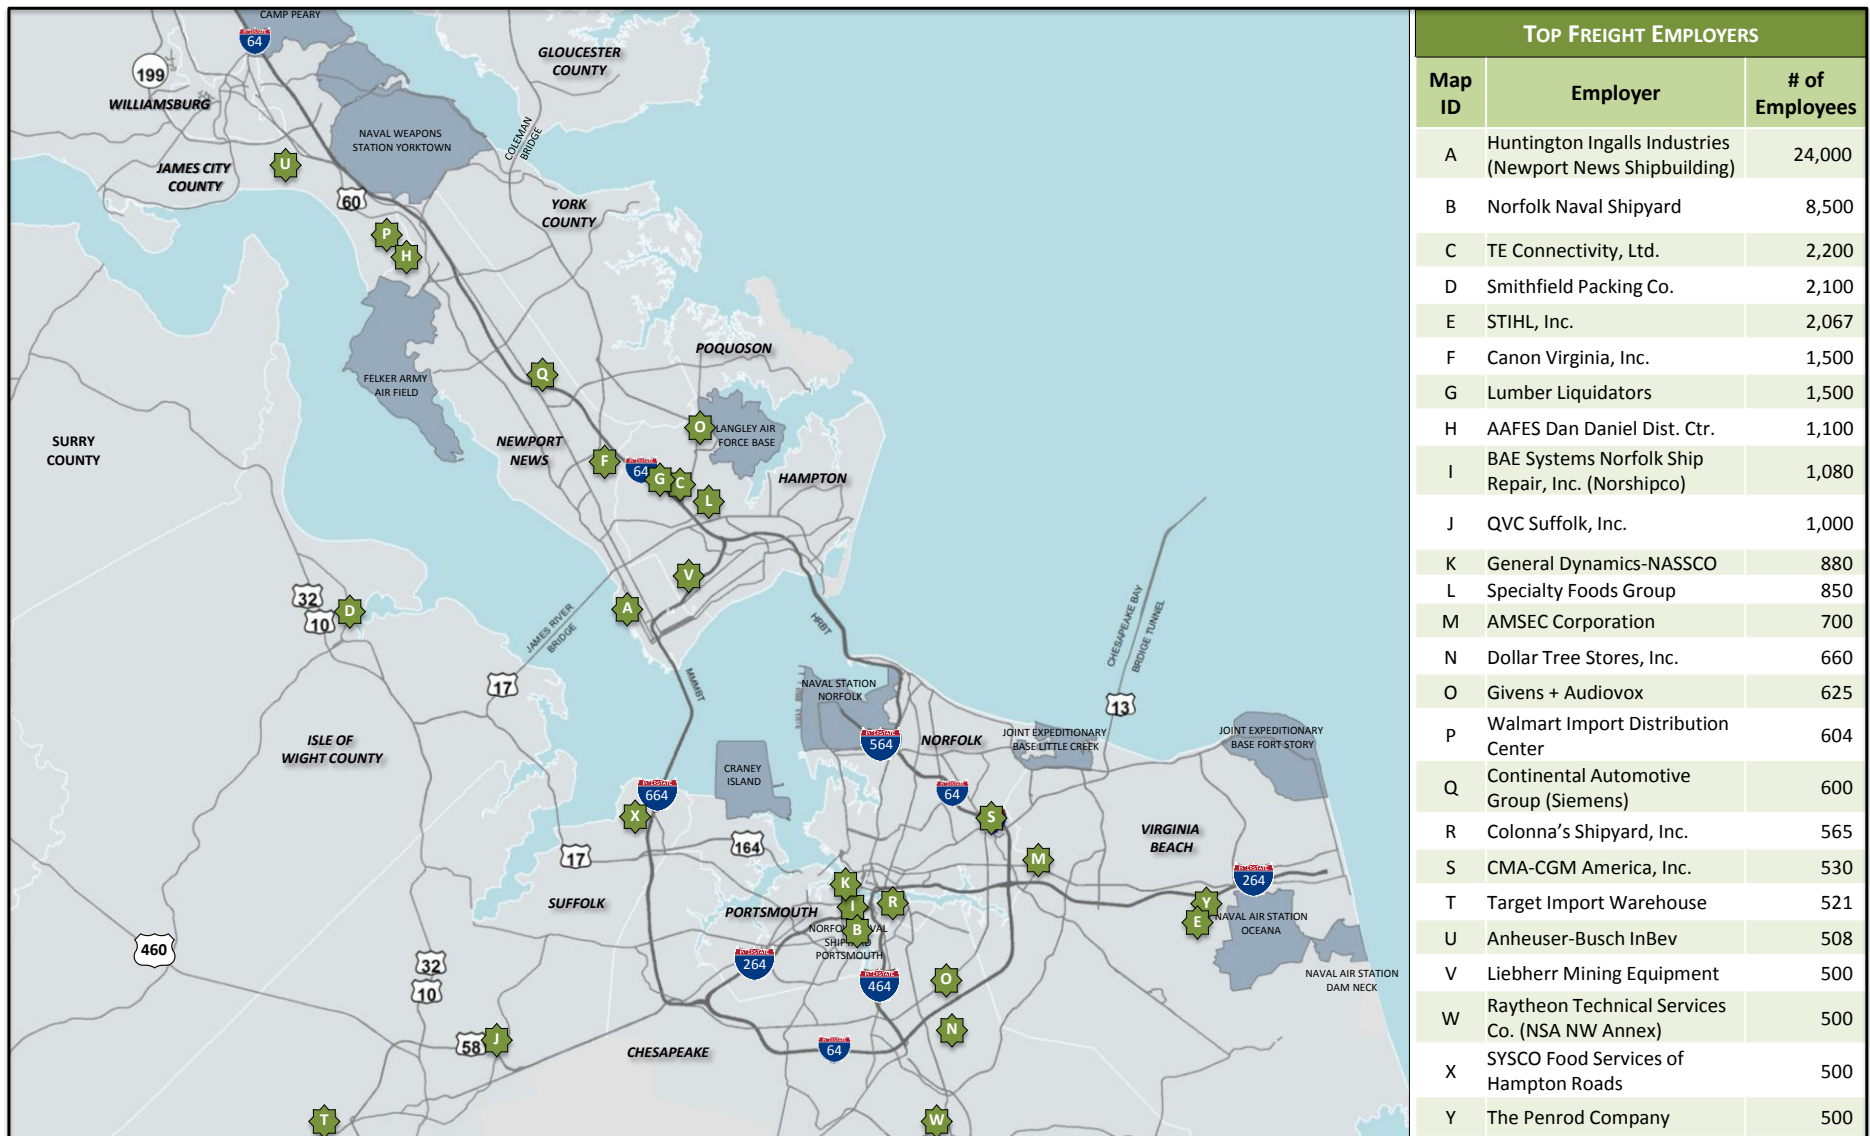 CAMP PEARY
64
GLOUCESTER
COUNTY
199
WILLIAMSBURG
NAVAL WEAPONS
STATION YORKTOWN
COLEMAN
BRIDGE
U
JAMES CITY
COUNTY
60
YORK
COUNTY
P
H
POQUOSON
Q
FELKER ARMY
AIR FIELD
O
LANGLEY AIR
FORCE BASE
SURRY
COUNTY
NEWPORT
NEWS
F
64
G
C
L
HAMPTON
V
32
10
D
A
JAMES RIVER
BRIDGE
HRBT
CHESAPEAKE BAY
BRDIGE TUNNEL
17
MMMBT
NAVAL STATION
NORFOLK
13
ISLE OF
WIGHT COUNTY
564
NORFOLK
JOINT EXPEDITIONARY
BASE LITTLE CREEK
JOINT EXPEDITIONARY
BASE FORT STORY
CRANEY
ISLAND
664
64
X
S
VIRGINIA
BEACH
17
164
M
264
K
SUFFOLK
PORTSMOUTH
I
R
Y
E
NAVAL AIR STATION
OCEANA
B
PORTSMOUTH
460
32
10
264
464
O
NAVAL AIR STATION
DAM NECK
58
J
N
CHESAPEAKE
64
T
W
TOP FREIGHT EMPLOYERS
Map ID Employer # of Employees
A Huntington Ingalls Industries (Newport News Shipbuilding) 24,000
B Norfolk Naval Shipyard 8,500
C TE Connectivity, Ltd. 2,200
D Smithfield Packing Co. 2,100
E STIHL, Inc. 2,067
F Canon Virginia, Inc. 1,500
G Lumber Liquidators 1,500
H AAFES Dan Daniel Dist. Ctr. 1,100
I BAE Systems Norfolk Ship Repair, Inc. (Norshipco) 1,080
J QVC Suffolk, Inc. 1,000
K General Dynamics-NASSCO 880
L Specialty Foods Group 850
M AMSEC Corporation 700
N Dollar Tree Stores, Inc. 660
O Givens + Audiovox 625
P Walmart Import Distribution Center 604
Q Continental Automotive Group (Siemens) 600
R Colonna's Shipyard, Inc. 565
S CMA-CGM America, Inc. 530
T Target Import Warehouse 521
U Anheuser-Busch InBev 508
V Liebherr Mining Equipment 500
W Raytheon Technical Services Co. (NSA NW Annex) 500
X SYSCO Food Services of Hampton Roads 500
Y The Penrod Company 500